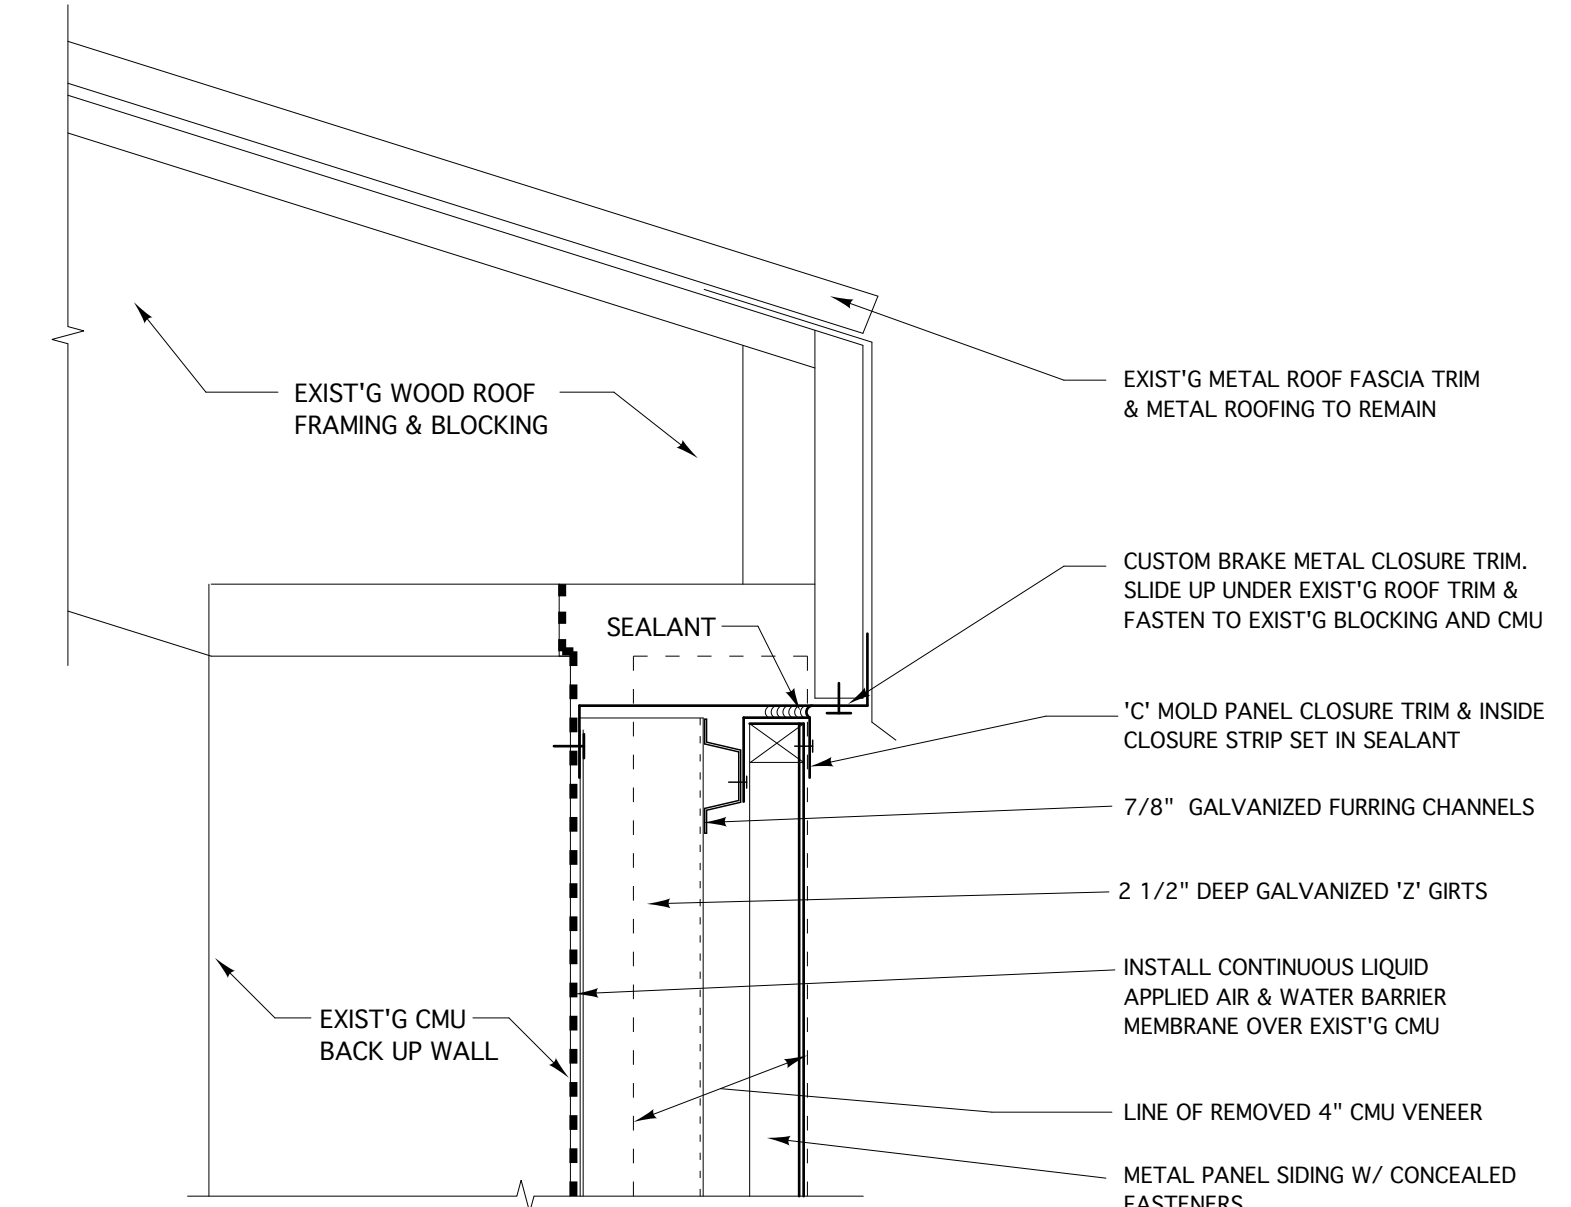 EXIST'G WOOD ROOF
FRAMING & BLOCKING
EXIST'G METAL ROOF FASCIA TRIM
& METAL ROOFING TO REMAIN
CUSTOM BRAKE METAL CLOSURE TRIM.
SLIDE UP UNDER EXIST'G ROOF TRIM &
FASTEN TO EXIST'G BLOCKING AND CMU
SEALANT
'C' MOLD PANEL CLOSURE TRIM & INSIDE
CLOSURE STRIP SET IN SEALANT
7/8" GALVANIZED FURRING CHANNELS
2 1/2" DEEP GALVANIZED 'Z' GIRTS
INSTALL CONTINUOUS LIQUID
APPLIED AIR & WATER BARRIER
MEMBRANE OVER EXIST'G CMU
EXIST'G CMU
BACK UP WALL
LINE OF REMOVED 4" CMU VENEER
METAL PANEL SIDING W/ CONCEALED
FASTENERS